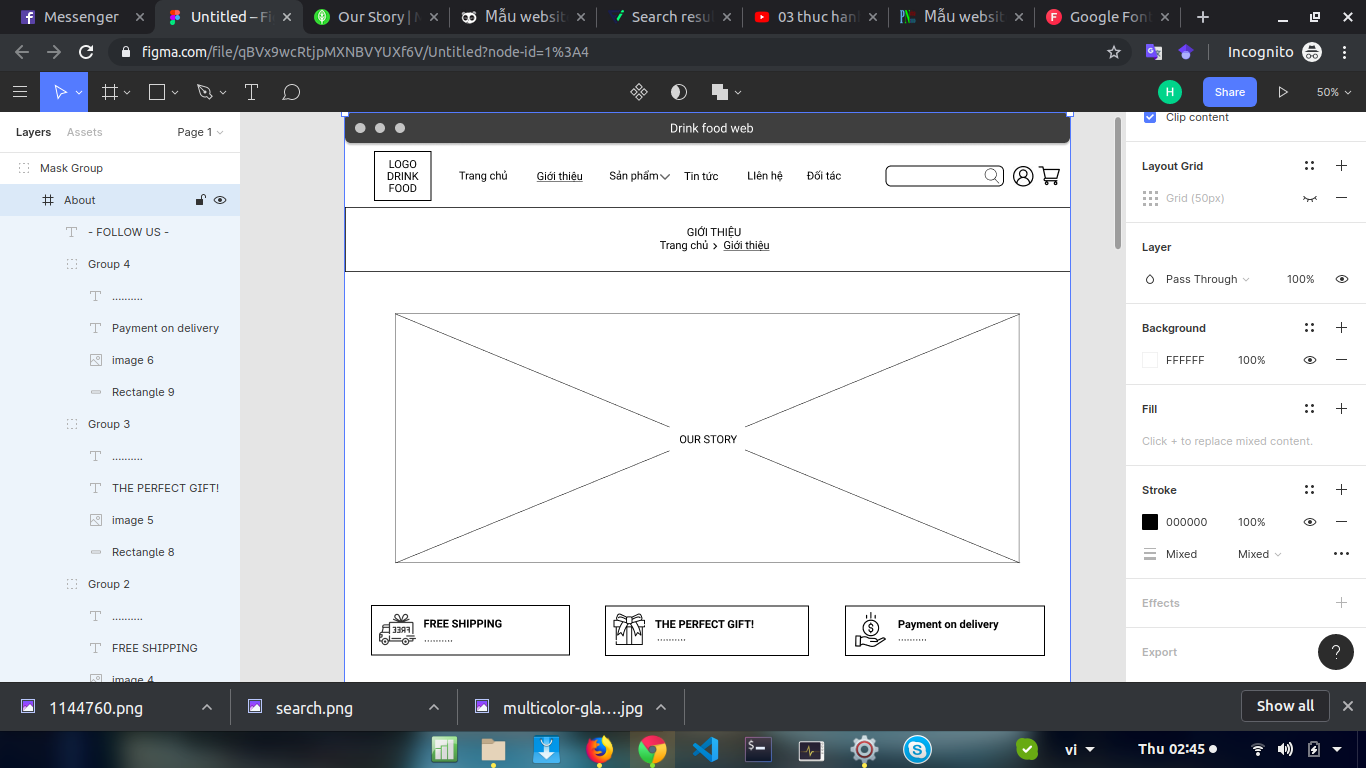 Messenger
Untitled – Fi
Our Story | N
Mẫu websit
Search resul
03 thuc hanh
Mẫu websit
Google Font
figma.com/file/qBVx9wcRtjpMXNBVYUXf6V/Untitled?node-id=1%3A4
Incognito
H
Share
50%
Layers
Assets
Page 1
Mask Group
About
- FOLLOW US -
Group 4
..........
Payment on delivery
image 6
Rectangle 9
Group 3
..........
THE PERFECT GIFT!
image 5
Rectangle 8
Group 2
..........
FREE SHIPPING
image 4
Drink food web
LOGO
DRINK
FOOD
Trang chủ
Giới thiệu
Sản phẩm
Tin tức
LIên hệ
Đối tác
GIỚI THIỆU
Trang chủ > Giới thiệu
OUR STORY
FREE
FREE SHIPPING
..........
THE PERFECT GIFT!
..........
$
Payment on delivery
..........
Clip content
Layout Grid
Grid (50px)
Layer
Pass Through
100%
Background
FFFFFF
100%
Fill
Click + to replace mixed content.
Stroke
000000
100%
Mixed
Mixed
Effects
Export
?
1144760.png
search.png
multicolor-gla....jpg
Show all
vi
Thu 02:45